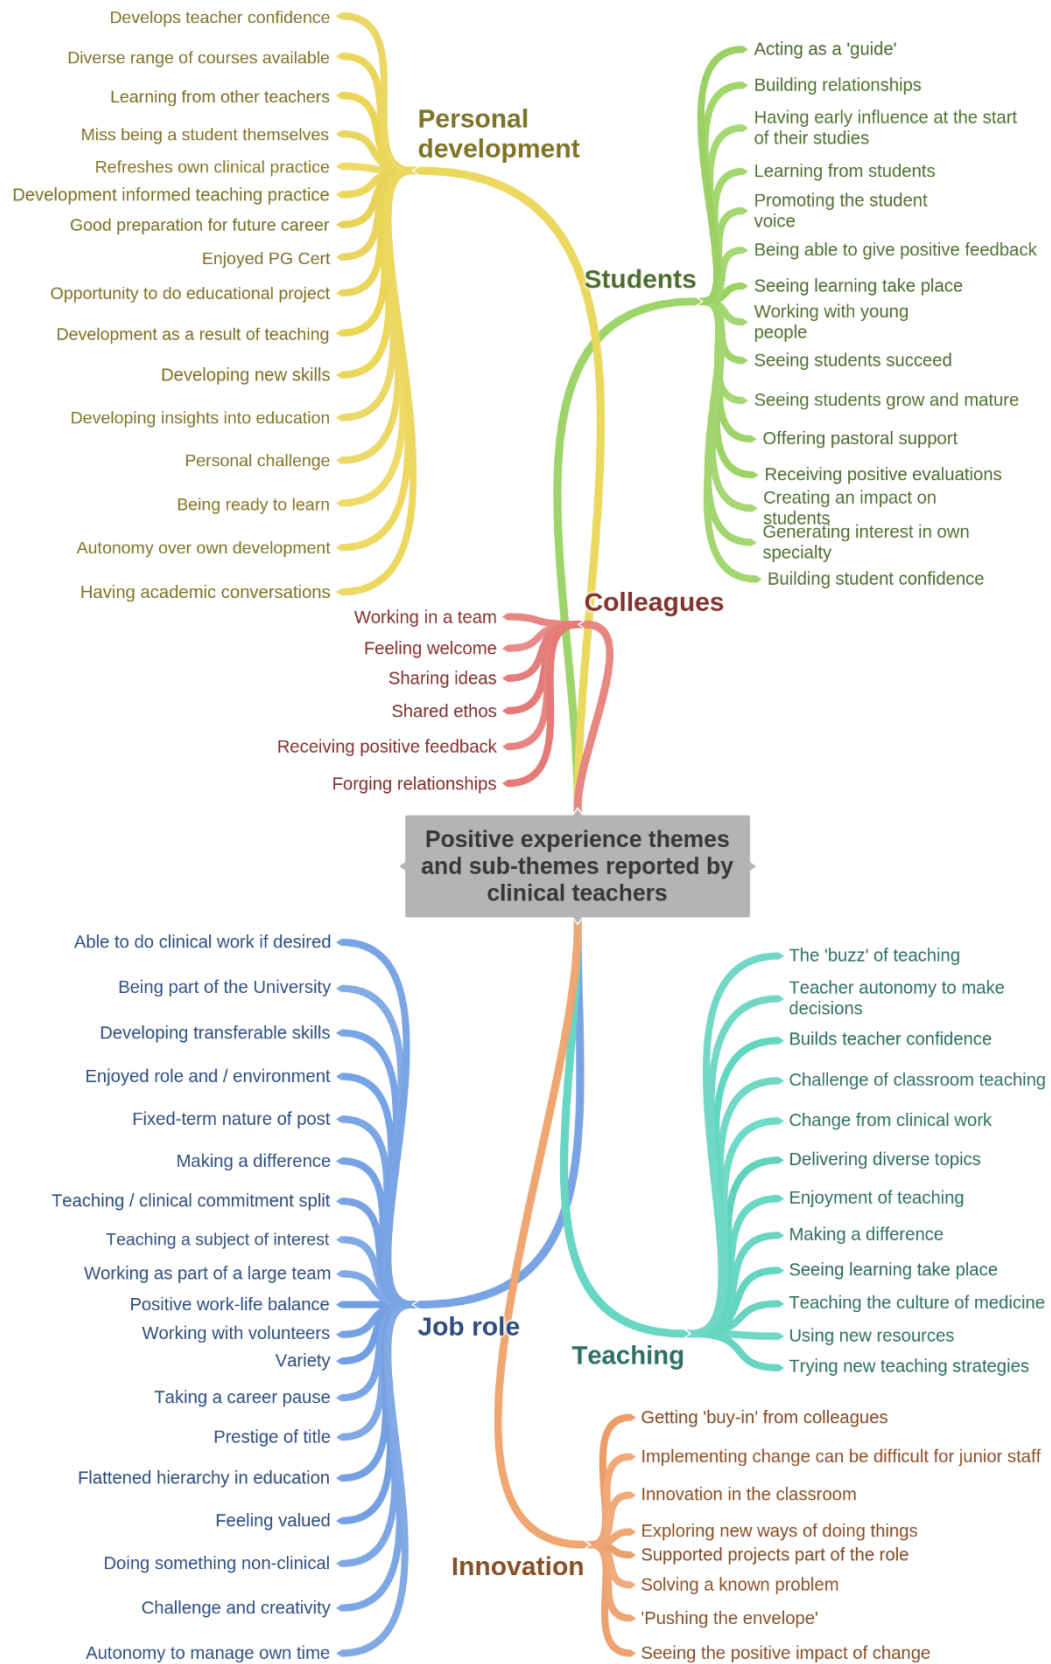 Develops teacher confidence
Diverse range of courses available
Learning from other teachers
Miss being a student themselves
Refreshes own clinical practice
Development informed teaching practice
Good preparation for future career
Enjoyed PG Cert
Opportunity to do educational project
Development as a result of teaching
Developing new skills
Developing insights into education
Personal challenge
Being ready to learn
Autonomy over own development
Having academic conversations
Personal
development
Students
Acting as a 'guide'
Building relationships
Having early influence at the start
of their studies
Learning from students
Promoting the student
voice
Being able to give positive feedback
Seeing learning take place
Working with young
people
Seeing students succeed
Seeing students grow and mature
Offering pastoral support
Receiving positive evaluations
Creating an impact on
students
Generating interest in own
specialty
Building student confidence
Colleagues
Working in a team
Feeling welcome
Sharing ideas
Shared ethos
Receiving positive feedback
Forging relationships
Positive experience themes
and sub-themes reported by
clinical teachers
Able to do clinical work if desired
Being part of the University
Developing transferable skills
Enjoyed role and / environment
Fixed-term nature of post
Making a difference
Teaching / clinical commitment split
Teaching a subject of interest
Working as part of a large team
Positive work-life balance
Working with volunteers
Variety
Taking a career pause
Prestige of title
Flattened hierarchy in education
Feeling valued
Doing something non-clinical
Challenge and creativity
Autonomy to manage own time
Job role
Teaching
The 'buzz' of teaching
Teacher autonomy to make
decisions
Builds teacher confidence
Challenge of classroom teaching
Change from clinical work
Delivering diverse topics
Enjoyment of teaching
Making a difference
Seeing learning take place
Teaching the culture of medicine
Using new resources
Trying new teaching strategies
Innovation
Getting 'buy-in' from colleagues
Implementing change can be difficult for junior staff
Innovation in the classroom
Exploring new ways of doing things
Supported projects part of the role
Solving a known problem
'Pushing the envelope'
Seeing the positive impact of change